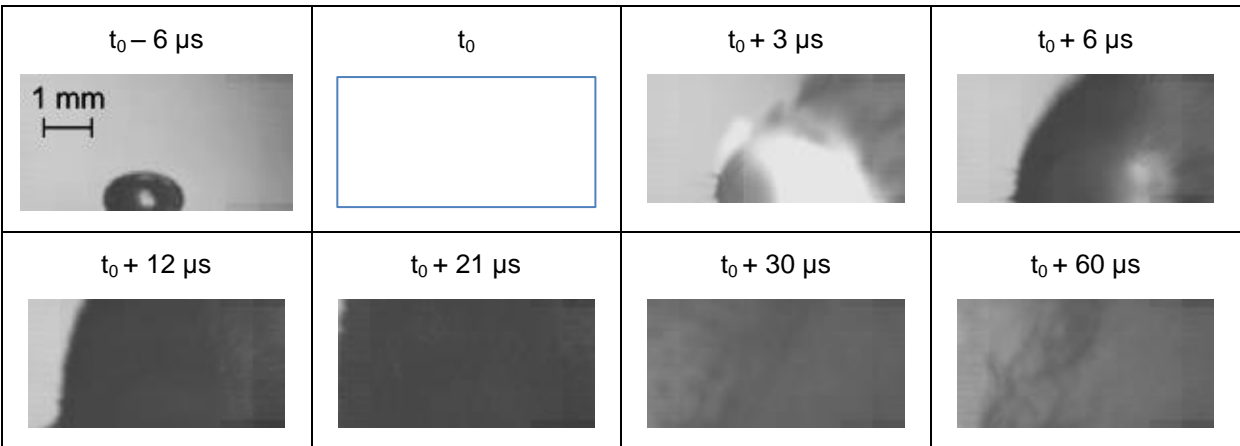 t₀ – 6 µs
t₀
t₀ + 3 µs
t₀ + 6 µs
1 mm
t₀ + 12 µs
t₀ + 21 µs
t₀ + 30 µs
t₀ + 60 µs